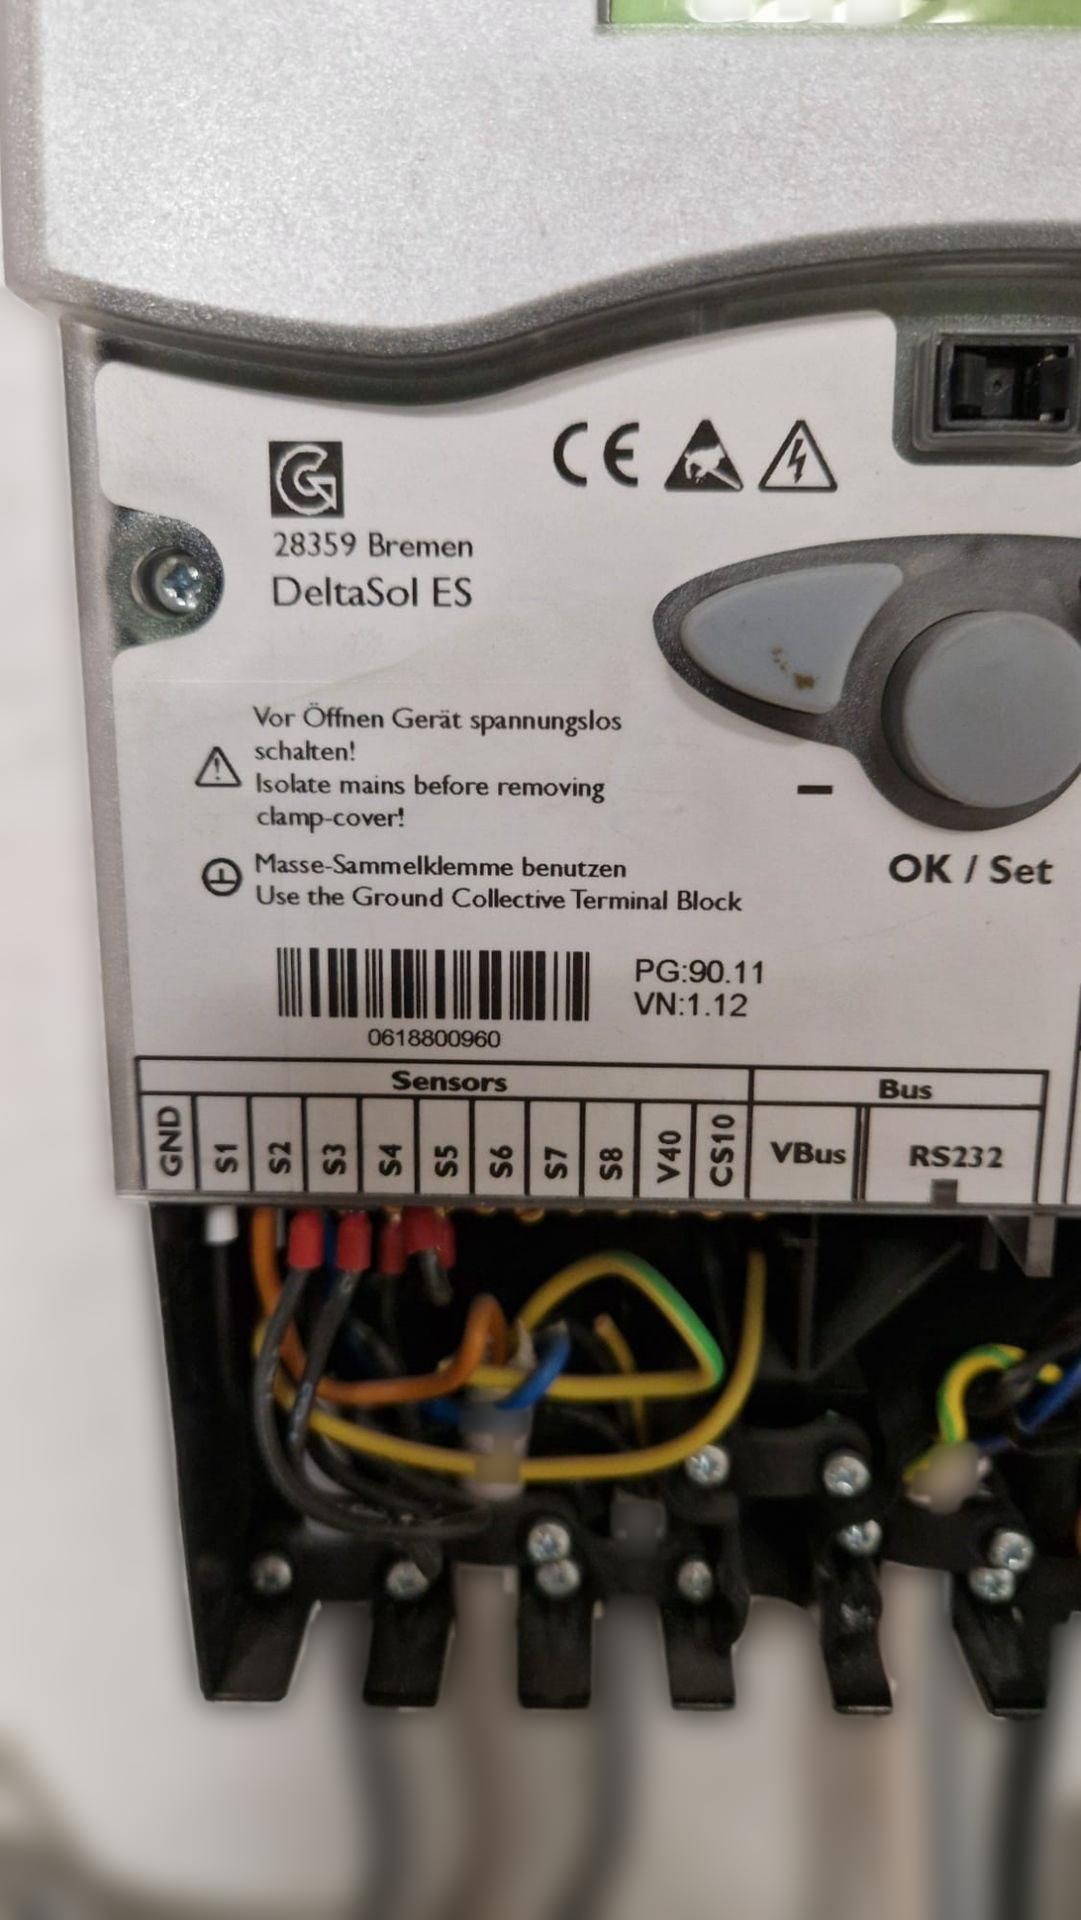 CE
28359 Bremen
DeltaSol ES
Vor Öffnen Gerät spannungslos
schalten!
Isolate mains before removing
clamp-cover!
Masse-Sammelklemme benutzen
Use the Ground Collective Terminal Block
-
OK / Set
PG:90.11
VN:1.12
0618800960
Sensors
Bus
GND S1 S2 S3 S4 S5 S6 S7 S8 V40 CS10 VBus RS232